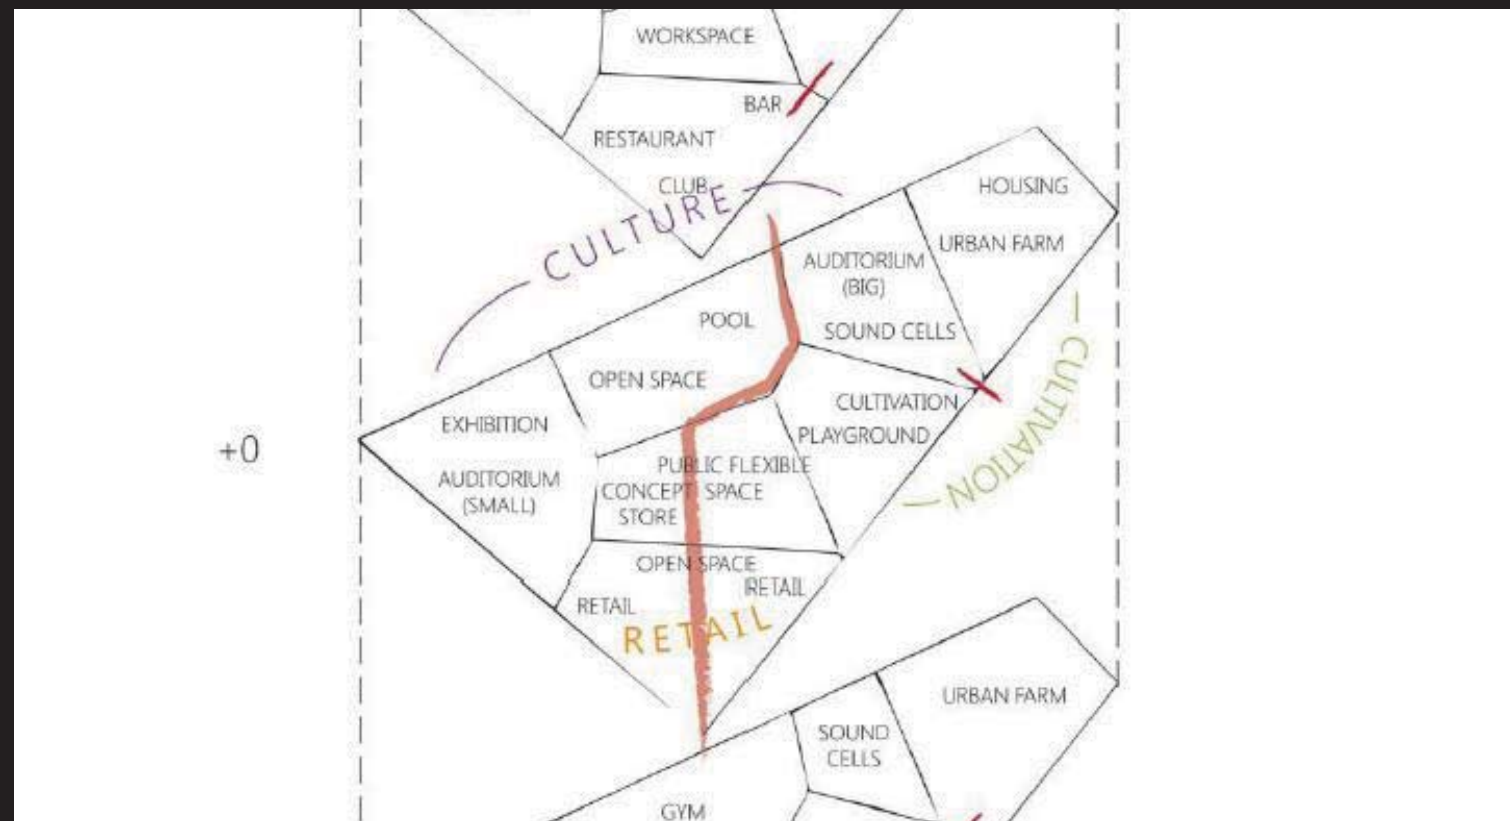 WORKSPACE
BAR
RESTAURANT
CLUB
CULTURE
HOUSING
URBAN FARM
AUDITORIUM
(BIG)
POOL
SOUND CELLS
OPEN SPACE
CULTIVATION
EXHIBITION
CULTIVATION
PLAYGROUND
+0
PUBLIC FLEXIBLE
AUDITORIUM
(SMALL)
CONCEPT SPACE
STORE
OPEN SPACE
RETAIL
RETAIL
RETAIL
URBAN FARM
SOUND
CELLS
GYM